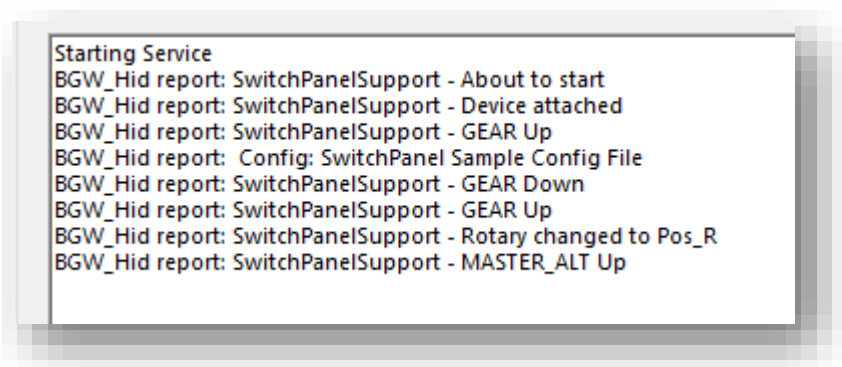 Starting Service
BGW_Hid report: SwitchPanelSupport - About to start
BGW_Hid report: SwitchPanelSupport - Device attached
BGW_Hid report: SwitchPanelSupport - GEAR Up
BGW_Hid report:  Config: SwitchPanel Sample Config File
BGW_Hid report: SwitchPanelSupport - GEAR Down
BGW_Hid report: SwitchPanelSupport - GEAR Up
BGW_Hid report: SwitchPanelSupport - Rotary changed to Pos_R
BGW_Hid report: SwitchPanelSupport - MASTER_ALT Up